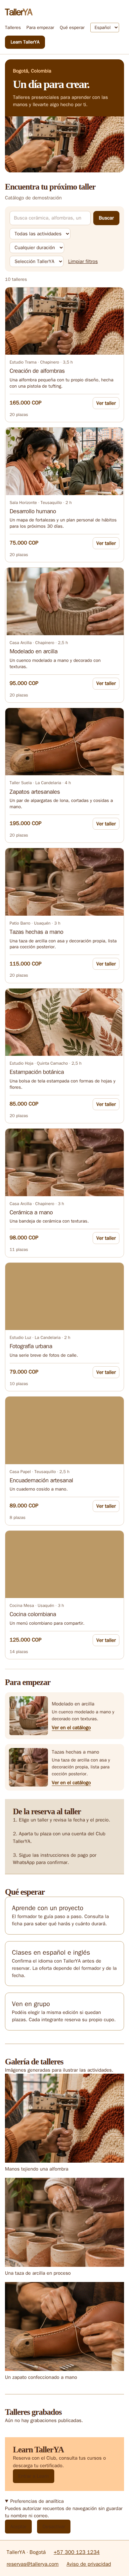 TallerYA
Talleres Para empezar Qué esperar Español
Learn TallerYA
Bogotá, Colombia
Un día para crear.
Talleres presenciales para aprender con las
manos y llevarte algo hecho por ti.
Encuentra tu próximo taller
Catálogo de demostración
Busca cerámica, alfombras, un Buscar
Todas las actividades
Cualquier duración
Selección TallerYA Limpiar filtros
10 talleres
Estudio Trama · Chapinero · 3,5 h
Creación de alfombras
Una alfombra pequeña con tu propio diseño, hecha
con una pistola de tufting.
165.000 COP Ver taller
20 plazas
Sala Horizonte · Teusaquillo · 2 h
Desarrollo humano
Un mapa de fortalezas y un plan personal de hábitos
para los próximos 30 días.
75.000 COP Ver taller
20 plazas
Casa Arcilla · Chapinero · 2,5 h
Modelado en arcilla
Un cuenco modelado a mano y decorado con
texturas.
95.000 COP Ver taller
20 plazas
Taller Suela · La Candelaria · 4 h
Zapatos artesanales
Un par de alpargatas de lona, cortadas y cosidas a
mano.
195.000 COP Ver taller
20 plazas
Patio Barro · Usaquén · 3 h
Tazas hechas a mano
Una taza de arcilla con asa y decoración propia, lista
para cocción posterior.
115.000 COP Ver taller
20 plazas
Estudio Hoja · Quinta Camacho · 2,5 h
Estampación botánica
Una bolsa de tela estampada con formas de hojas y
flores.
85.000 COP Ver taller
20 plazas
Casa Arcilla · Chapinero · 3 h
Cerámica a mano
Una bandeja de cerámica con texturas.
98.000 COP Ver taller
11 plazas
Estudio Luz · La Candelaria · 2 h
Fotografía urbana
Una serie breve de fotos de calle.
79.000 COP Ver taller
10 plazas
Casa Papel · Teusaquillo · 2,5 h
Encuadernación artesanal
Un cuaderno cosido a mano.
89.000 COP Ver taller
8 plazas
Cocina Mesa · Usaquén · 3 h
Cocina colombiana
Un menú colombiano para compartir.
125.000 COP Ver taller
14 plazas
Para empezar
Modelado en arcilla
Un cuenco modelado a mano y
decorado con texturas.
Ver en el catálogo
Tazas hechas a mano
Una taza de arcilla con asa y
decoración propia, lista para
cocción posterior.
Ver en el catálogo
De la reserva al taller
1. Elige un taller y revisa la fecha y el precio.
2. Aparta tu plaza con una cuenta del Club
TallerYA.
3. Sigue las instrucciones de pago por
WhatsApp para confirmar.
Qué esperar
Aprende con un proyecto
El formador te guía paso a paso. Consulta la
ficha para saber qué harás y cuánto durará.
Clases en español e inglés
Confirma el idioma con TallerYA antes de
reservar. La oferta depende del formador y de la
fecha.
Ven en grupo
Podéis elegir la misma edición si quedan
plazas. Cada integrante reserva su propio cupo.
Galería de talleres
Imágenes generadas para ilustrar las actividades.
Manos tejiendo una alfombra
Una taza de arcilla en proceso
Un zapato confeccionado a mano
Talleres grabados
Aún no hay grabaciones publicadas.
Learn TallerYA
Reserva con el Club, consulta tus cursos o
descarga tu certificado.
▼ Preferencias de analítica
Puedes autorizar recuentos de navegación sin guardar
tu nombre ni correo.
TallerYA · Bogotá +57 300 123 1234
reservas@tallerya.com Aviso de privacidad